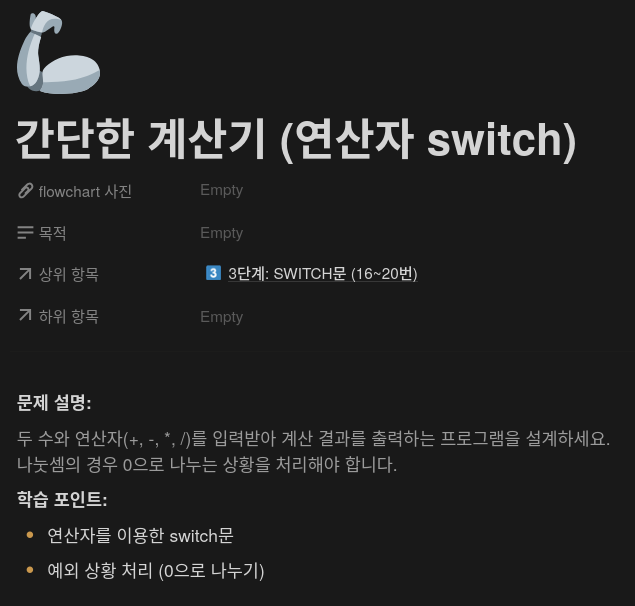 간단한 계산기 (연산자 switch)
flowchart 사진 Empty
목적 Empty
상위 항목 3 3단계: SWITCH문 (16~20번)
하위 항목 Empty
문제 설명:
두 수와 연산자(+, -, *, /)를 입력받아 계산 결과를 출력하는 프로그램을 설계하세요.
나눗셈의 경우 0으로 나누는 상황을 처리해야 합니다.
학습 포인트:
• 연산자를 이용한 switch문
• 예외 상황 처리 (0으로 나누기)